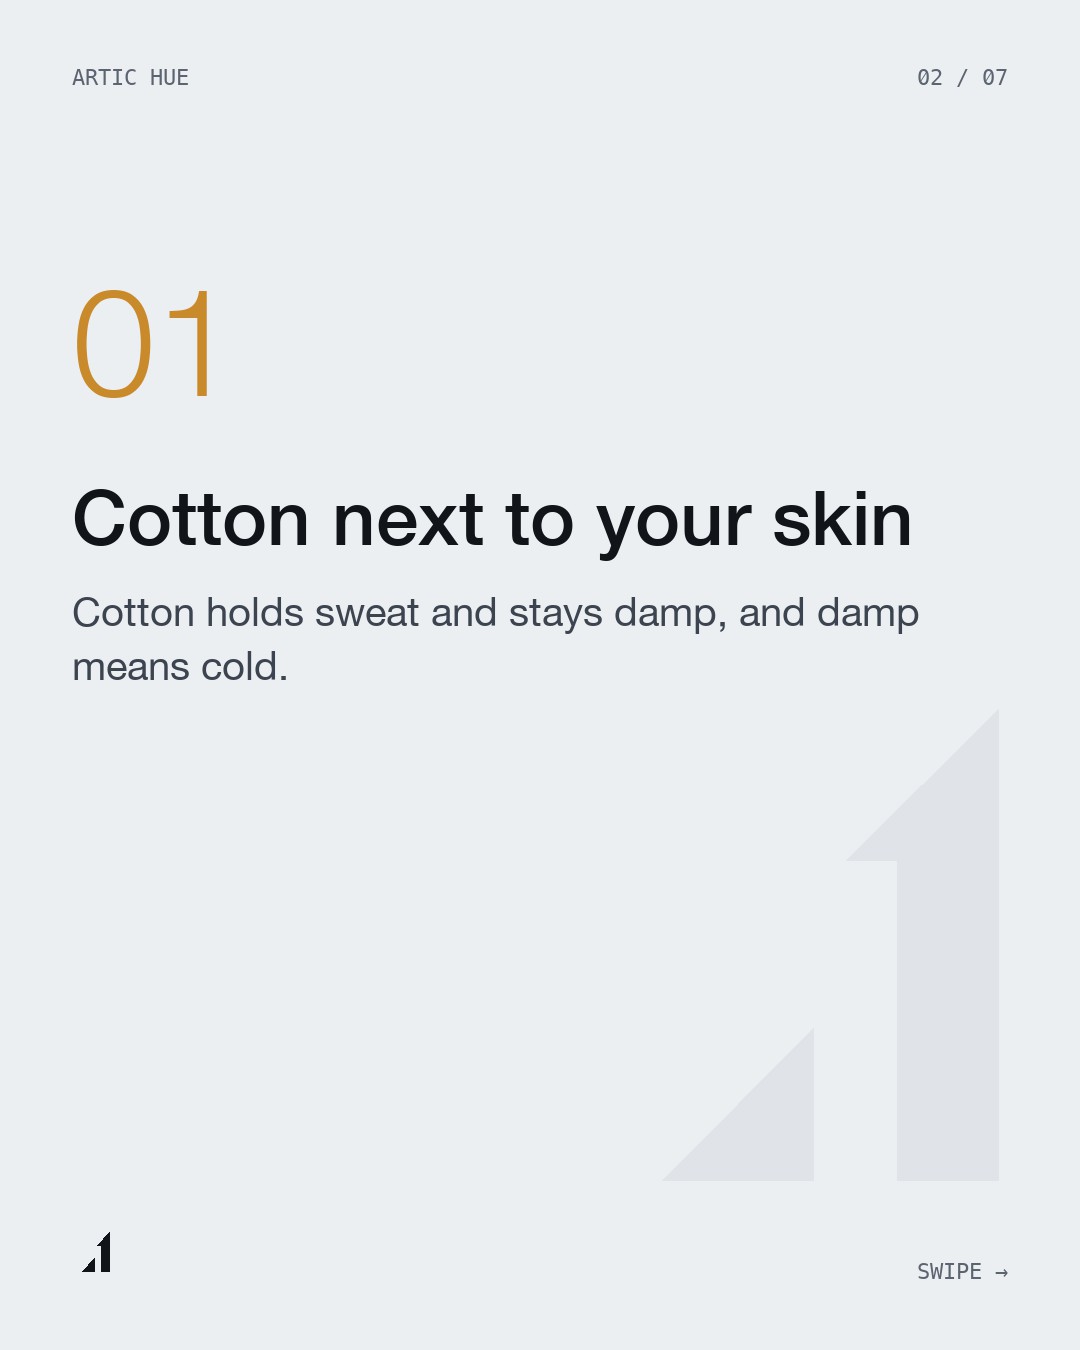 ARTIC HUE
02 / 07
01
Cotton next to your skin
Cotton holds sweat and stays damp, and damp
means cold.
SWIPE →